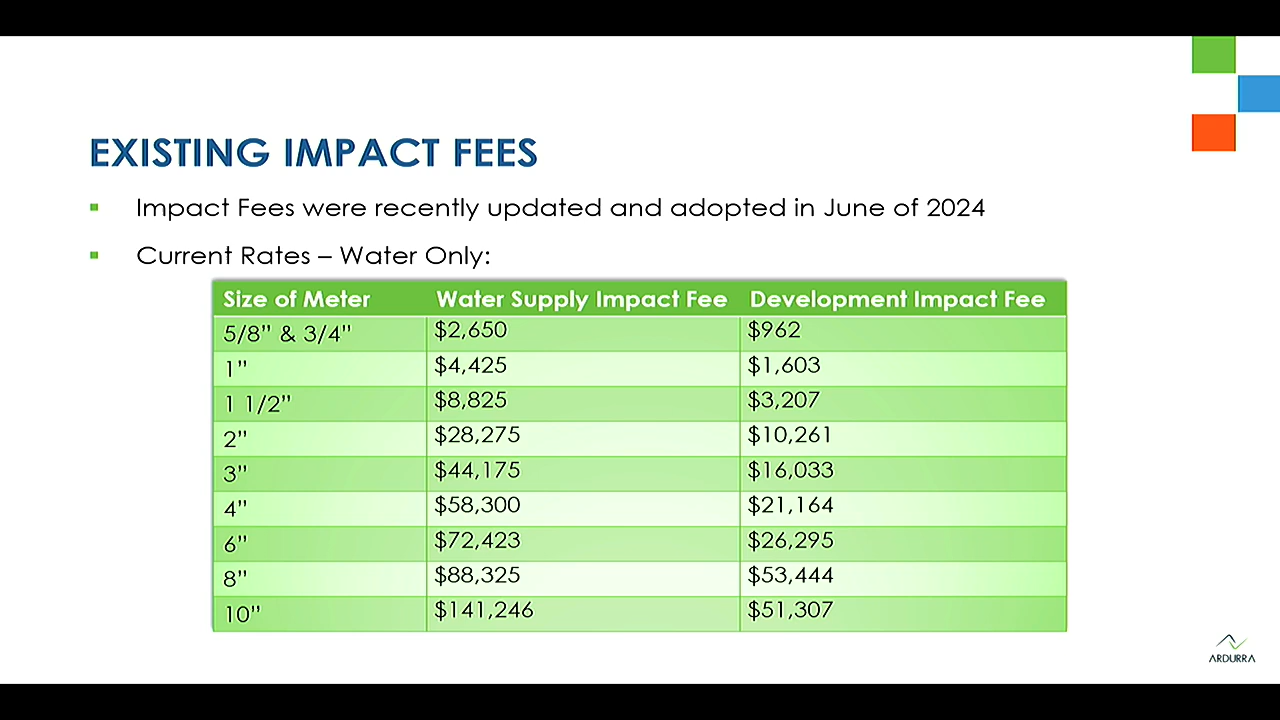 EXISTING IMPACT FEES
▪ Impact Fees were recently updated and adopted in June of 2024
▪ Current Rates – Water Only:
Size of Meter Water Supply Impact Fee Development Impact Fee
5/8” & 3/4” $2,650 $962
1” $4,425 $1,603
1 1/2” $8,825 $3,207
2” $28,275 $10,261
3” $44,175 $16,033
4” $58,300 $21,164
6” $72,423 $26,295
8” $88,325 $53,444
10” $141,246 $51,307
ARDURRA